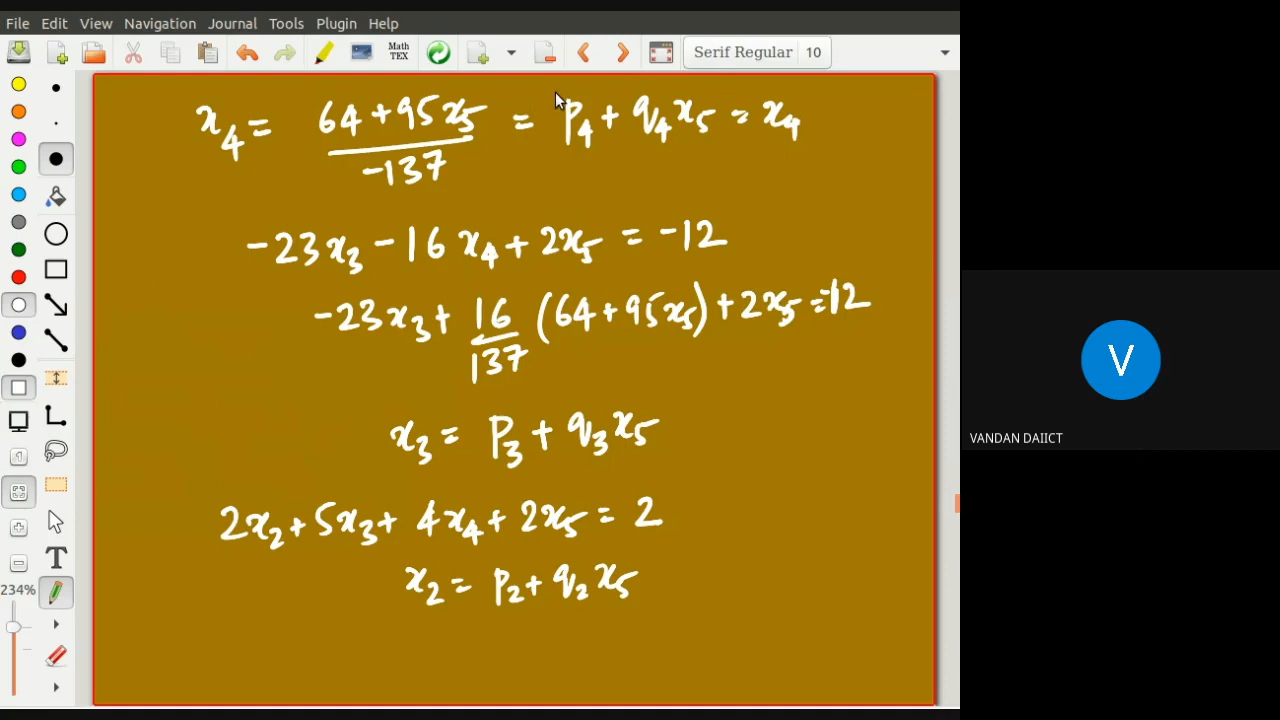 File Edit View Navigation Journal Tools Plugin Help
Math TEX
Serif Regular 10
x₄ = (64 + 95x₅)/(-137) = p₄ + q₄x₅ = x₄
-23x₃ - 16x₄ + 2x₅ = -12
-23x₃ + 16/137 (64 + 95x₅) + 2x₅ = -12
x₃ = p₃ + q₃x₅
2x₂ + 5x₃ + 4x₄ + 2x₅ = 2
x₂ = p₂ + q₂x₅
234%
T
V
VANDAN DAIICT